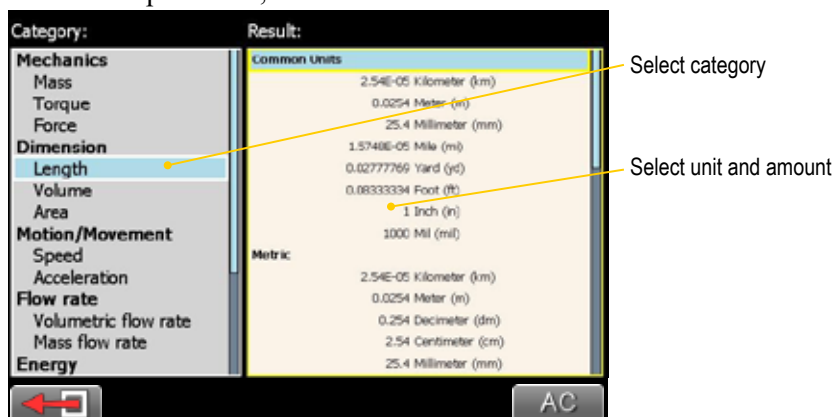 Category:
Mechanics
Mass
Torque
Force
Dimension
Length
Volume
Area
Motion/Movement
Speed
Acceleration
Flow rate
Volumetric flow rate
Mass flow rate
Energy
Result:
Common Units
2.54E-05 Kilometer (km)
0.0254 Meter (m)
25.4 Millimeter (mm)
1.5748E-05 Mile (mi)
0.02777769 Yard (yd)
0.08333334 Foot (ft)
1 Inch (in)
1000 Mil (mil)
Metric
2.54E-05 Kilometer (km)
0.0254 Meter (m)
0.254 Decimeter (dm)
2.54 Centimeter (cm)
25.4 Millimeter (mm)
AC
Select category
Select unit and amount